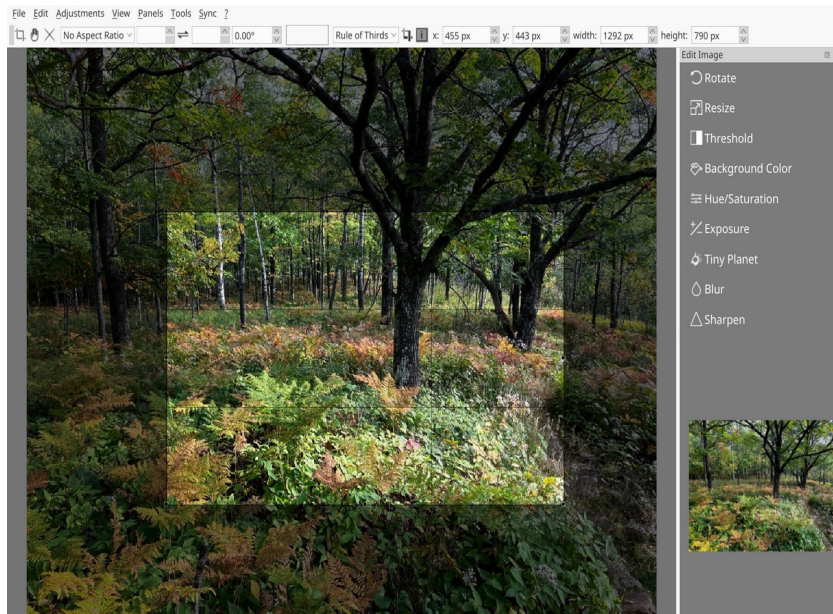 File Edit Adjustments View Panels Tools Sync ?
No Aspect Ratio 0.00° Rule of Thirds x: 455 px y: 443 px width: 1292 px height: 790 px
Edit Image
Rotate
Resize
Threshold
Background Color
Hue/Saturation
Exposure
Tiny Planet
Blur
Sharpen